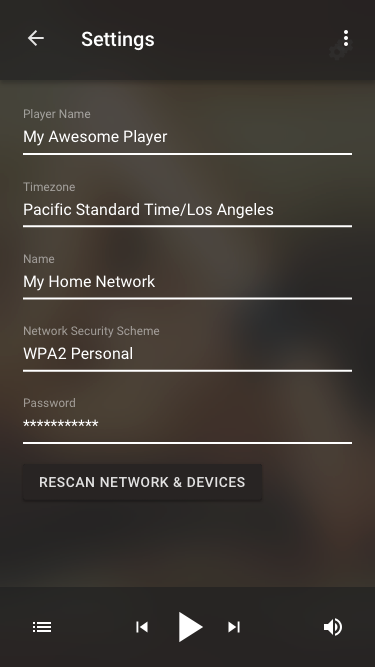 Settings
Player Name
My Awesome Player
Timezone
Pacific Standard Time/Los Angeles
Name
My Home Network
Network Security Scheme
WPA2 Personal
Password
***********
RESCAN NETWORK & DEVICES